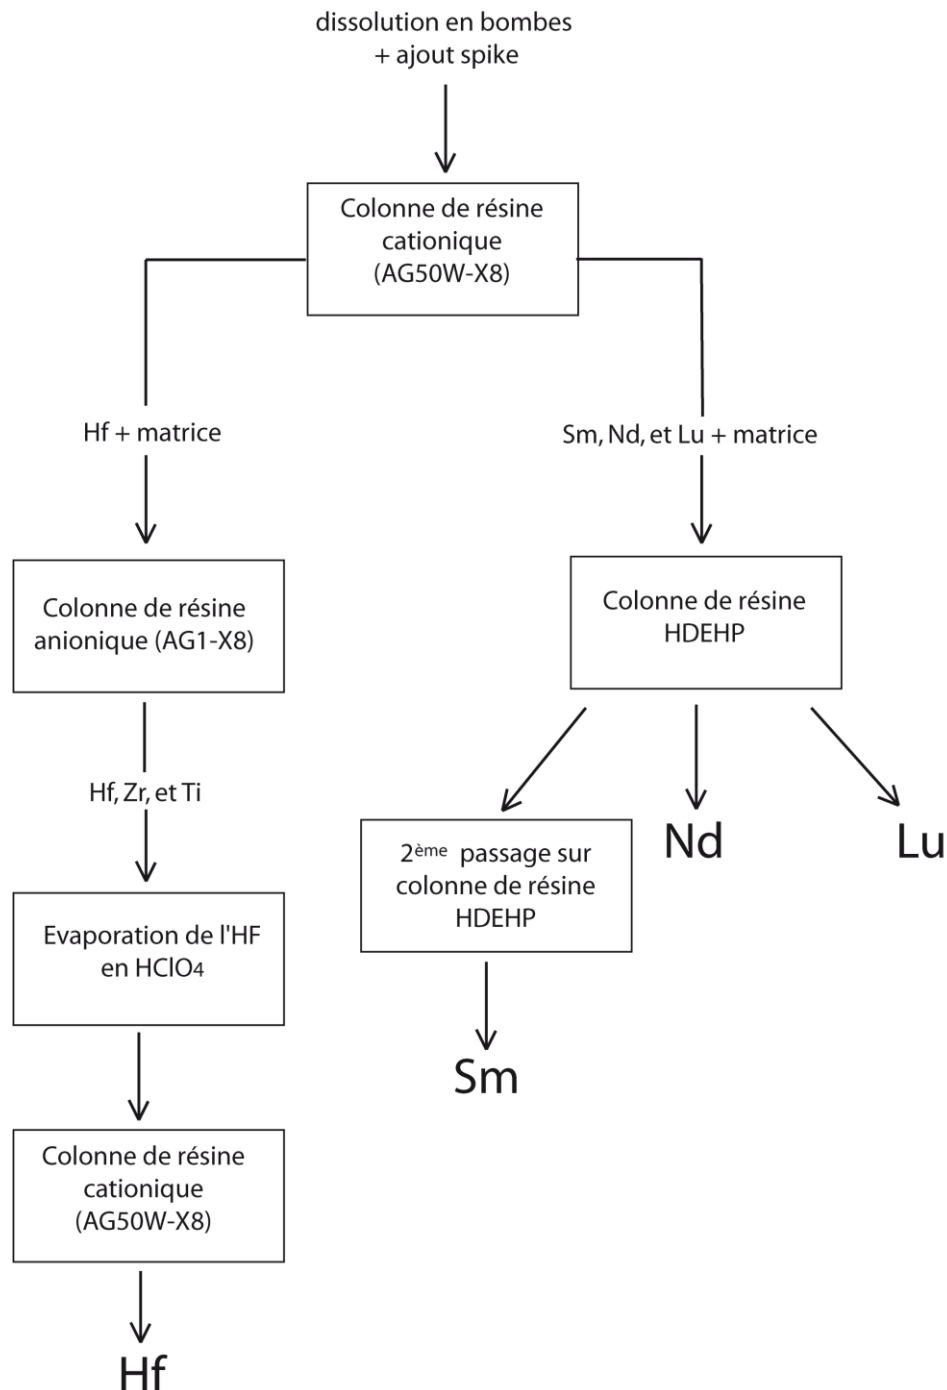 dissolution en bombes
+ ajout spike
Colonne de résine
cationique
(AG50W-X8)
Hf + matrice
Sm, Nd, et Lu + matrice
Colonne de résine
anionique (AG1-X8)
Colonne de résine
HDEHP
Hf, Zr, et Ti
2ème passage sur
colonne de résine
HDEHP
Nd
Lu
Evaporation de l'HF
en HClO4
Sm
Colonne de résine
cationique
(AG50W-X8)
Hf